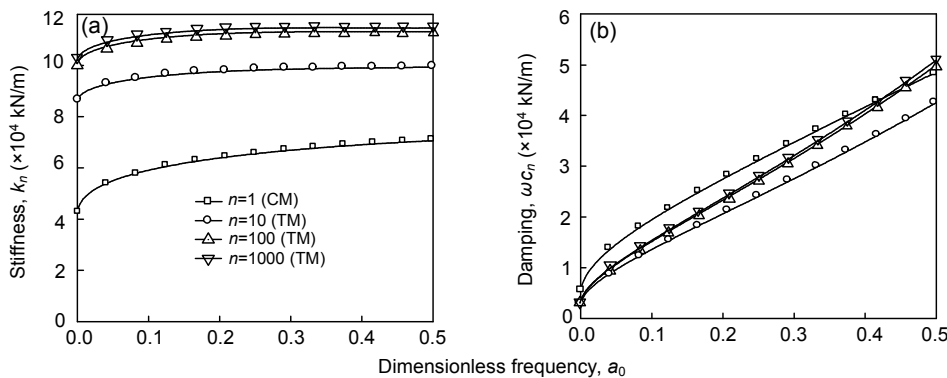 (a)
12
10
8
6
4
2
0
Stiffness, kn (×10⁴ kN/m)
n=1 (CM)
n=10 (TM)
n=100 (TM)
n=1000 (TM)
0.0 0.1 0.2 0.3 0.4 0.5
(b)
6
5
4
3
2
1
0
Damping, ωcn (×10⁴ kN/m)
0.0 0.1 0.2 0.3 0.4 0.5
Dimensionless frequency, a0